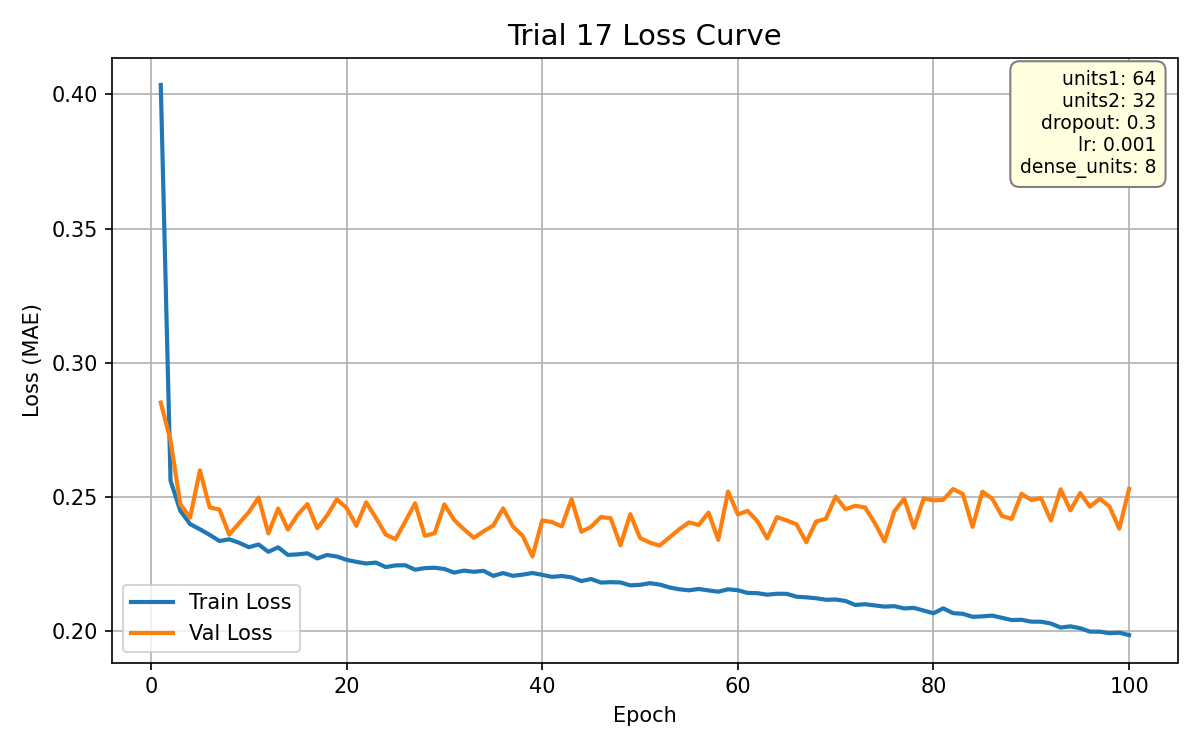 Trial 17 Loss Curve
units1: 64
units2: 32
dropout: 0.3
lr: 0.001
dense_units: 8
0.40
0.35
0.30
0.25
0.20
Loss (MAE)
Train Loss
Val Loss
0 20 40 60 80 100
Epoch